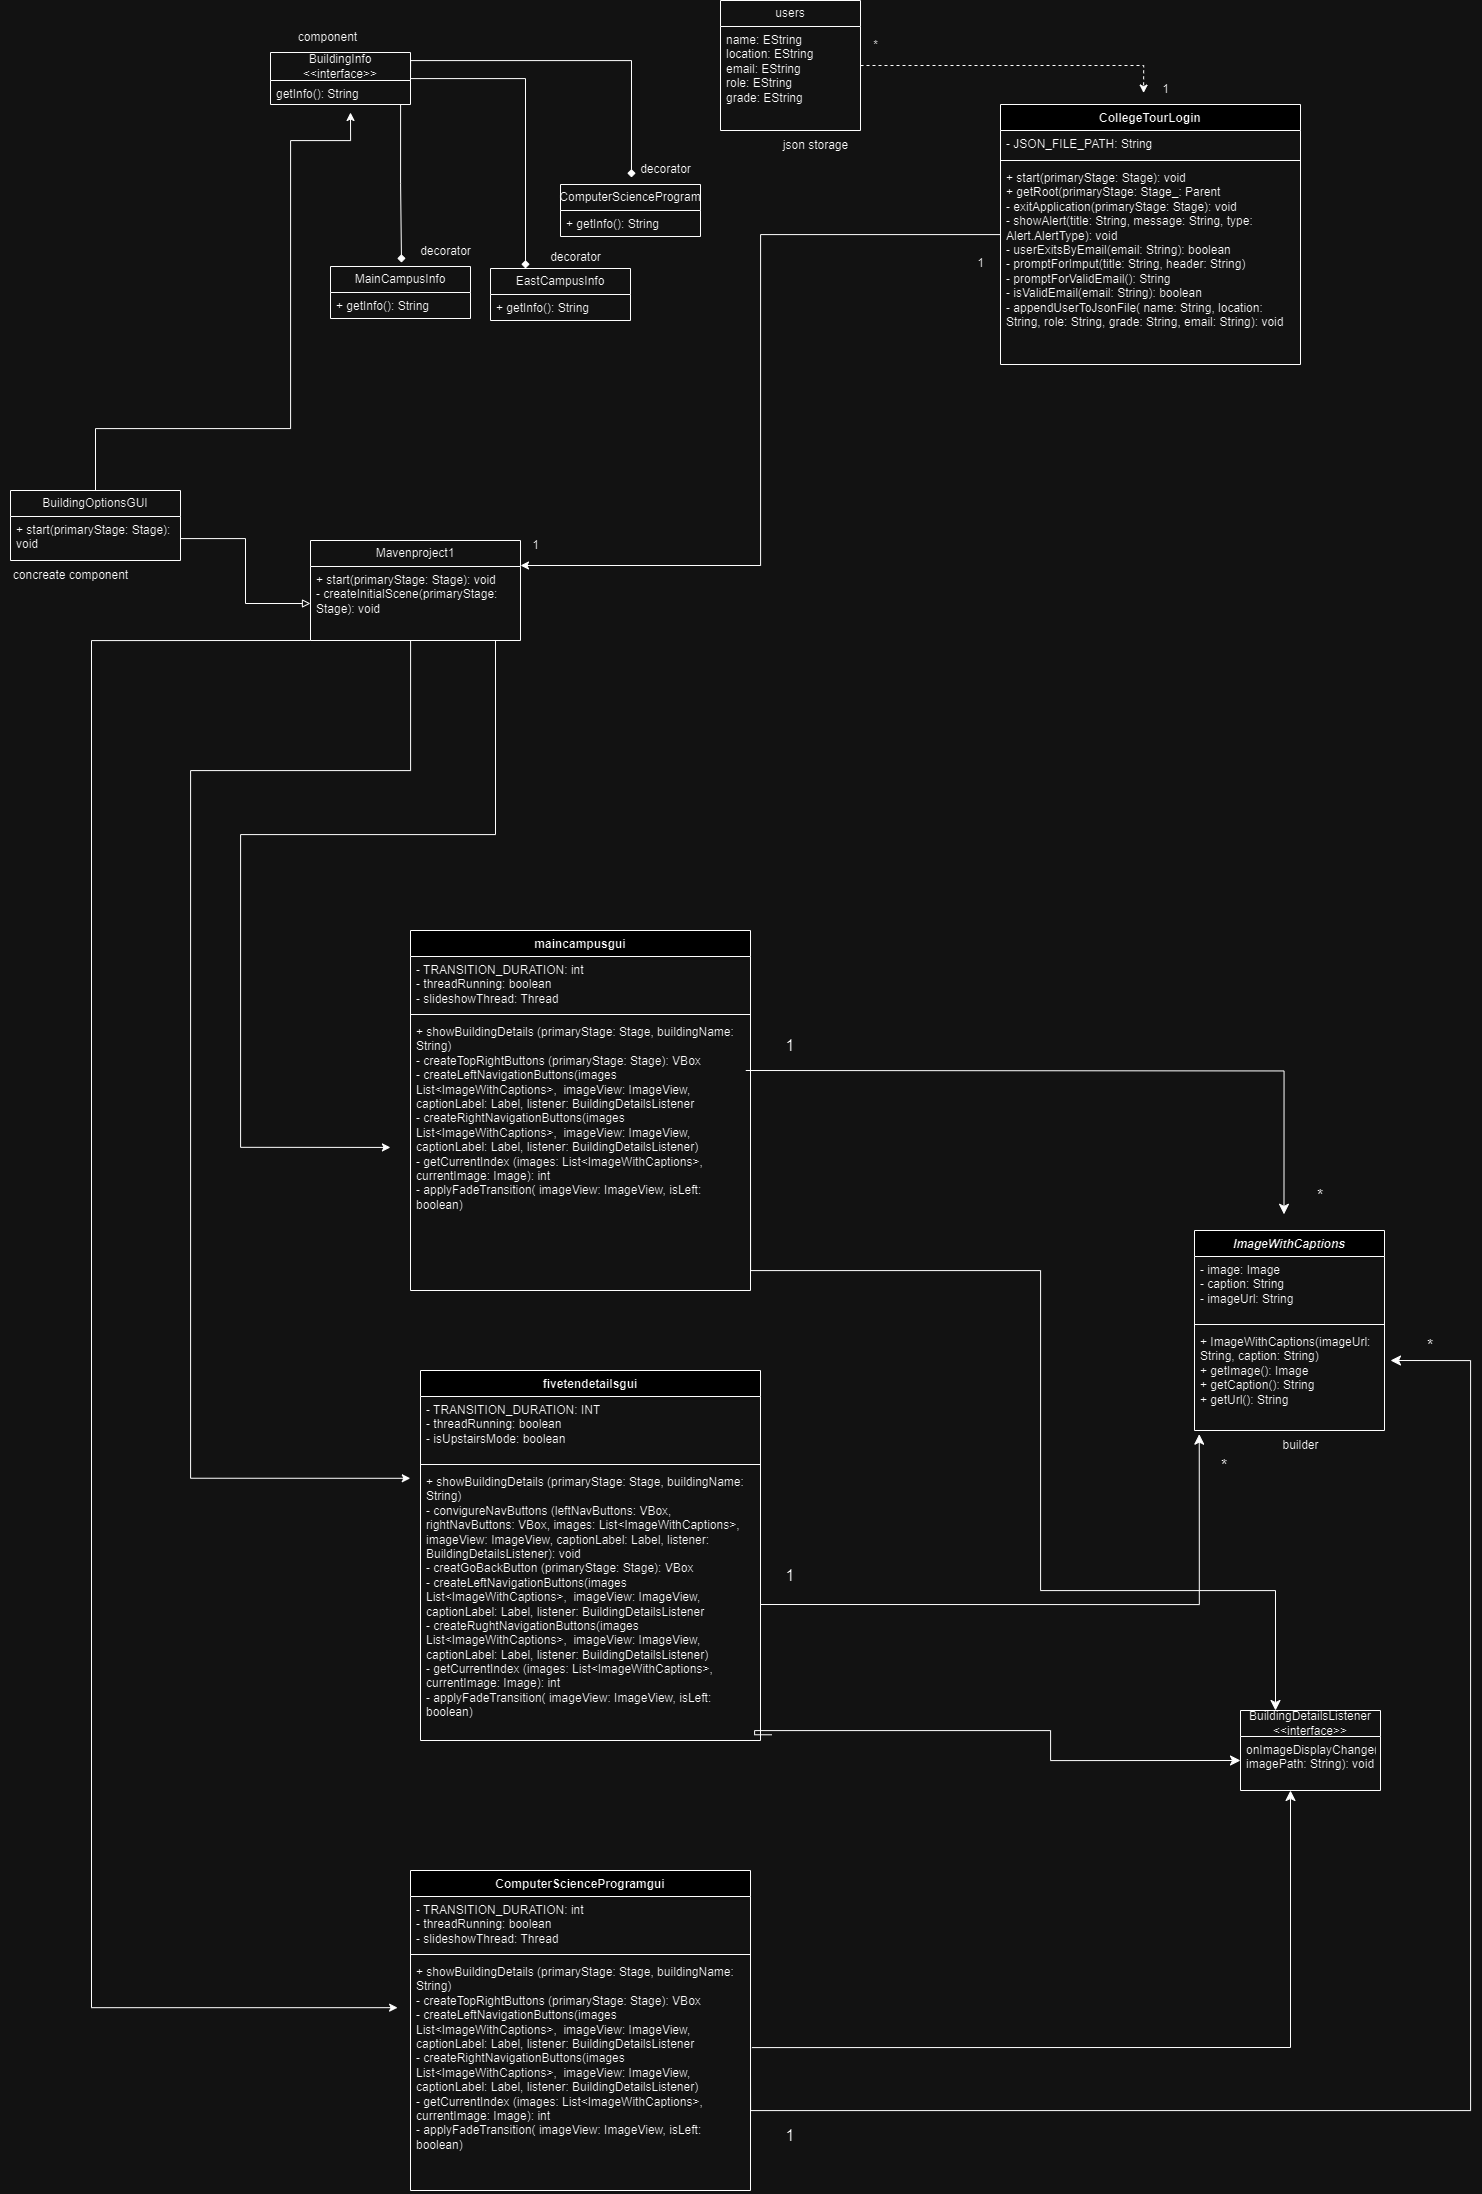 users
name: EString
location: EString
email: EString
role: EString
grade: EString
json storage
*
1
component
BuildingInfo
<<interface>>
getInfo(): String
decorator
ComputerScienceProgram
+ getInfo(): String
decorator
MainCampusInfo
+ getInfo(): String
decorator
EastCampusInfo
+ getInfo(): String
CollegeTourLogin
- JSON_FILE_PATH: String
+ start(primaryStage: Stage): void
+ getRoot(primaryStage: Stage_: Parent
- exitApplication(primaryStage: Stage): void
- showAlert(title: String, message: String, type:
Alert.AlertType): void
- userExitsByEmail(email: String): boolean
- promptForImput(title: String, header: String)
- promptForValidEmail(): String
- isValidEmail(email: String): boolean
- appendUserToJsonFile( name: String, location:
String, role: String, grade: String, email: String): void
1
BuildingOptionsGUI
+ start(primaryStage: Stage):
void
concreate component
Mavenproject1
+ start(primaryStage: Stage): void
- createInitialScene(primaryStage:
Stage): void
1
maincampusgui
- TRANSITION_DURATION: int
- threadRunning: boolean
- slideshowThread: Thread
+ showBuildingDetails (primaryStage: Stage, buildingName:
String)
- createTopRightButtons (primaryStage: Stage): VBox
- createLeftNavigationButtons(images
List<ImageWithCaptions>,  imageView: ImageView,
captionLabel: Label, listener: BuildingDetailsListener
- createRightNavigationButtons(images
List<ImageWithCaptions>,  imageView: ImageView,
captionLabel: Label, listener: BuildingDetailsListener)
- getCurrentIndex (images: List<ImageWithCaptions>,
currentImage: Image): int
- applyFadeTransition( imageView: ImageView, isLeft:
boolean)
1
*
ImageWithCaptions
- image: Image
- caption: String
- imageUrl: String
+ ImageWithCaptions(imageUrl:
String, caption: String)
+ getImage(): Image
+ getCaption(): String
+ getUrl(): String
builder
*
*
fivetendetailsgui
- TRANSITION_DURATION: INT
- threadRunning: boolean
- isUpstairsMode: boolean
+ showBuildingDetails (primaryStage: Stage, buildingName:
String)
- convigureNavButtons (leftNavButtons: VBox,
rightNavButtons: VBox, images: List<ImageWithCaptions>,
imageView: ImageView, captionLabel: Label, listener:
BuildingDetailsListener): void
- creatGoBackButton (primaryStage: Stage): VBox
- createLeftNavigationButtons(images
List<ImageWithCaptions>,  imageView: ImageView,
captionLabel: Label, listener: BuildingDetailsListener
- createRughtNavigationButtons(images
List<ImageWithCaptions>,  imageView: ImageView,
captionLabel: Label, listener: BuildingDetailsListener)
- getCurrentIndex (images: List<ImageWithCaptions>,
currentImage: Image): int
- applyFadeTransition( imageView: ImageView, isLeft:
boolean)
1
BuildingDetailsListener
<<interface>>
onImageDisplayChange(
imagePath: String): void
ComputerScienceProgramgui
- TRANSITION_DURATION: int
- threadRunning: boolean
- slideshowThread: Thread
+ showBuildingDetails (primaryStage: Stage, buildingName:
String)
- createTopRightButtons (primaryStage: Stage): VBox
- createLeftNavigationButtons(images
List<ImageWithCaptions>,  imageView: ImageView,
captionLabel: Label, listener: BuildingDetailsListener
- createRightNavigationButtons(images
List<ImageWithCaptions>,  imageView: ImageView,
captionLabel: Label, listener: BuildingDetailsListener)
- getCurrentIndex (images: List<ImageWithCaptions>,
currentImage: Image): int
- applyFadeTransition( imageView: ImageView, isLeft:
boolean)
1